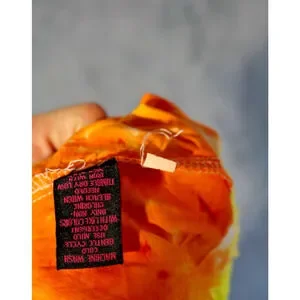 MACHINE WASH
COLD
GENTLE CYCLE
USE MILD
DETERGENT
WITH LIKE COLORS
ONLY NON
CHLORINE
BLEACH WHEN
NEEDED
TUMBLE DRY LOW
IRON